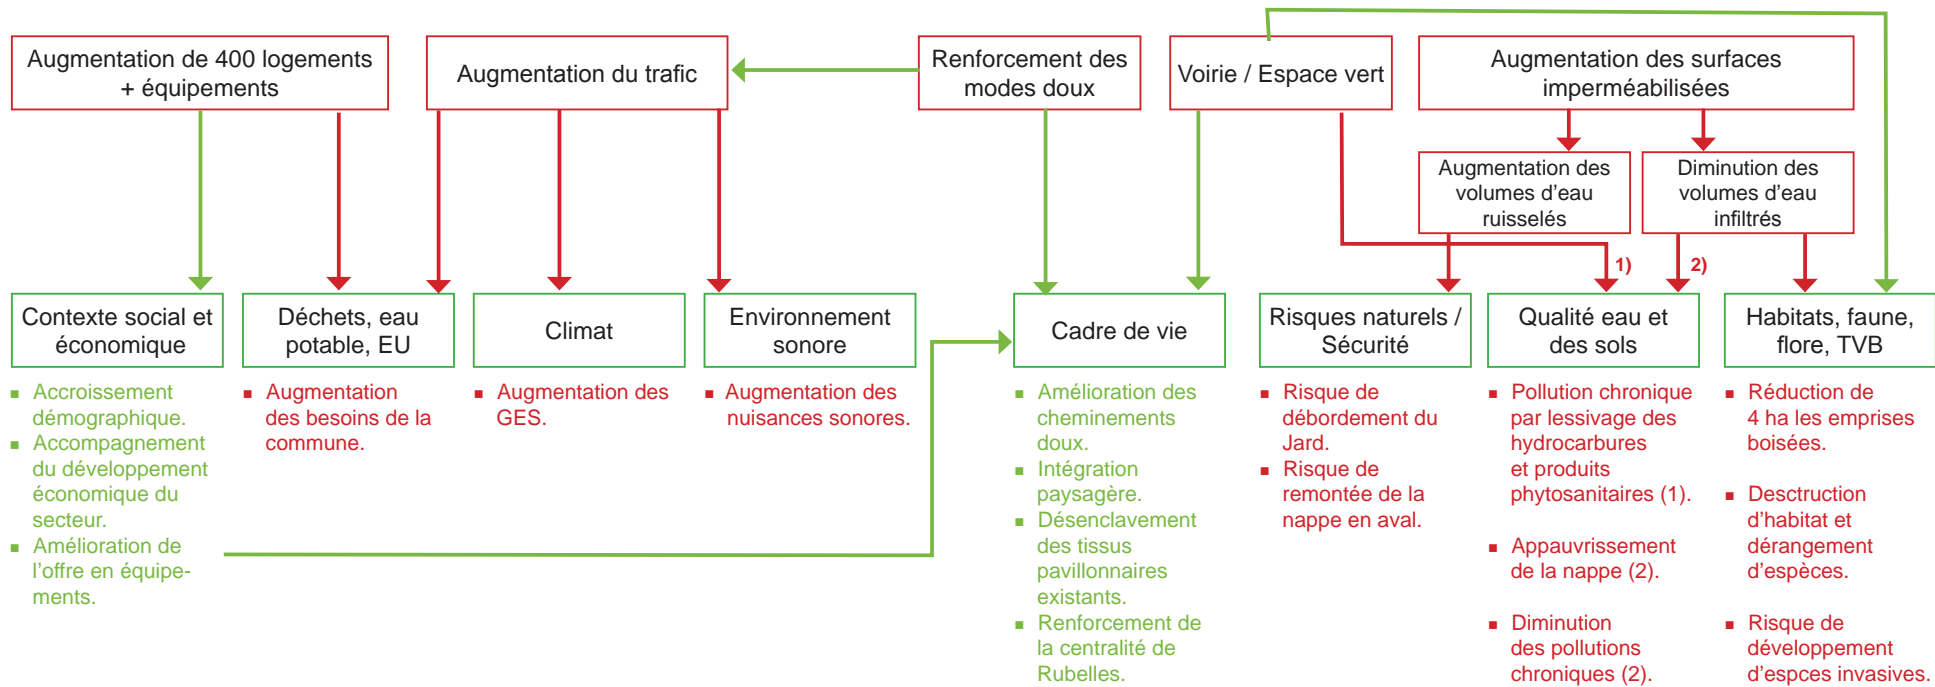 Augmentation de 400 logements
+ équipements
Augmentation du trafic
Renforcement des
modes doux
Voirie / Espace vert
Augmentation des surfaces
imperméabilisées
Augmentation des
volumes d'eau
ruisselés
Diminution des
volumes d'eau
infiltrés
1)
2)
Contexte social et
économique
Déchets, eau
potable, EU
Climat
Environnement
sonore
Cadre de vie
Risques naturels /
Sécurité
Qualité eau et
des sols
Habitats, faune,
flore, TVB
▪ Accroissement
démographique.
▪ Accompagnement
du développement
économique du
secteur.
▪ Amélioration de
l'offre en équipe-
ments.
▪ Augmentation
des besoins de la
commune.
▪ Augmentation des
GES.
▪ Augmentation des
nuisances sonores.
▪ Amélioration des
cheminements
doux.
▪ Intégration
paysagère.
▪ Désenclavement
des tissus
pavillonnaires
existants.
▪ Renforcement de
la centralité de
Rubelles.
▪ Risque de
débordement du
Jard.
▪ Risque de
remontée de la
nappe en aval.
▪ Pollution chronique
par lessivage des
hydrocarbures
et produits
phytosanitaires (1).
▪ Appauvrissement
de la nappe (2).
▪ Diminution
des pollutions
chroniques (2).
▪ Réduction de
4 ha les emprises
boisées.
▪ Desctruction
d'habitat et
dérangement
d'espèces.
▪ Risque de
développement
d'espces invasives.